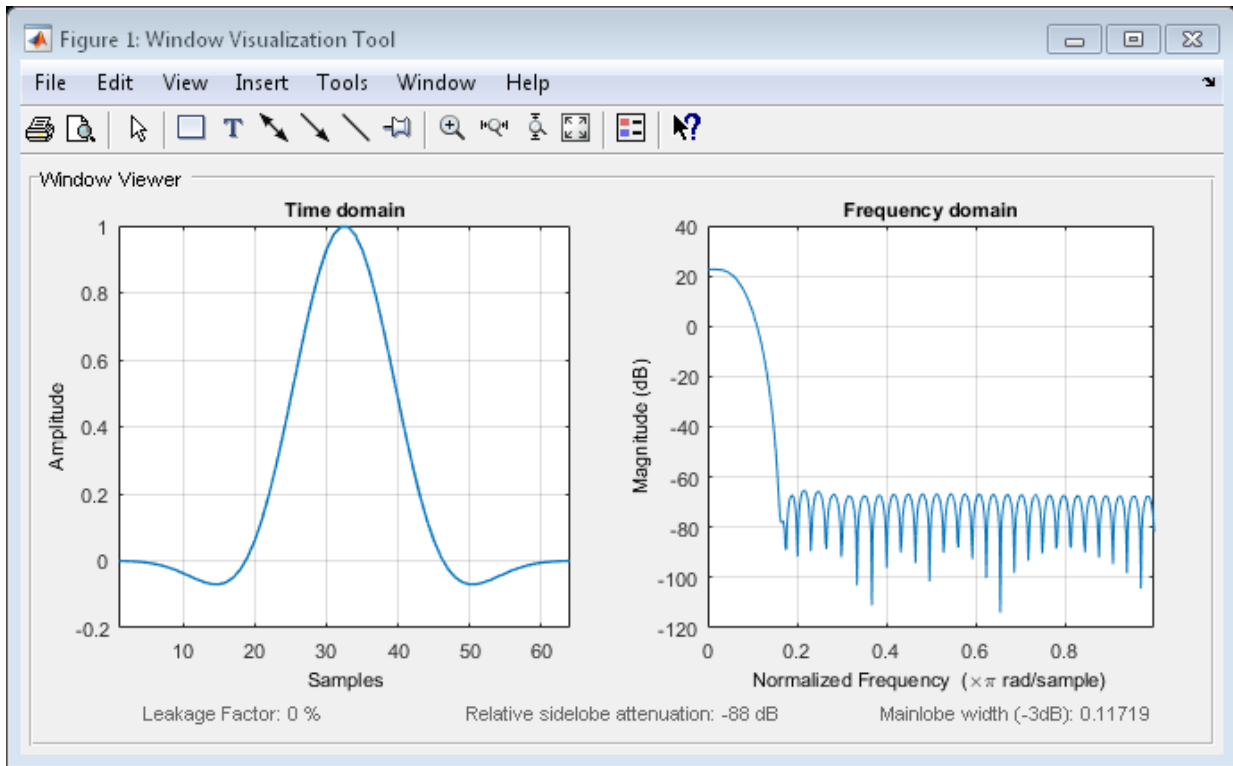 Figure 1: Window Visualization Tool
File Edit View Insert Tools Window Help
T ?
Window Viewer
Time domain
1
0.8
0.6
0.4
0.2
0
-0.2
Amplitude
10 20 30 40 50 60
Samples
Frequency domain
40
20
0
-20
-40
-60
-80
-100
-120
Magnitude (dB)
0 0.2 0.4 0.6 0.8
Normalized Frequency (×π rad/sample)
Leakage Factor: 0 % Relative sidelobe attenuation: -88 dB Mainlobe width (-3dB): 0.11719